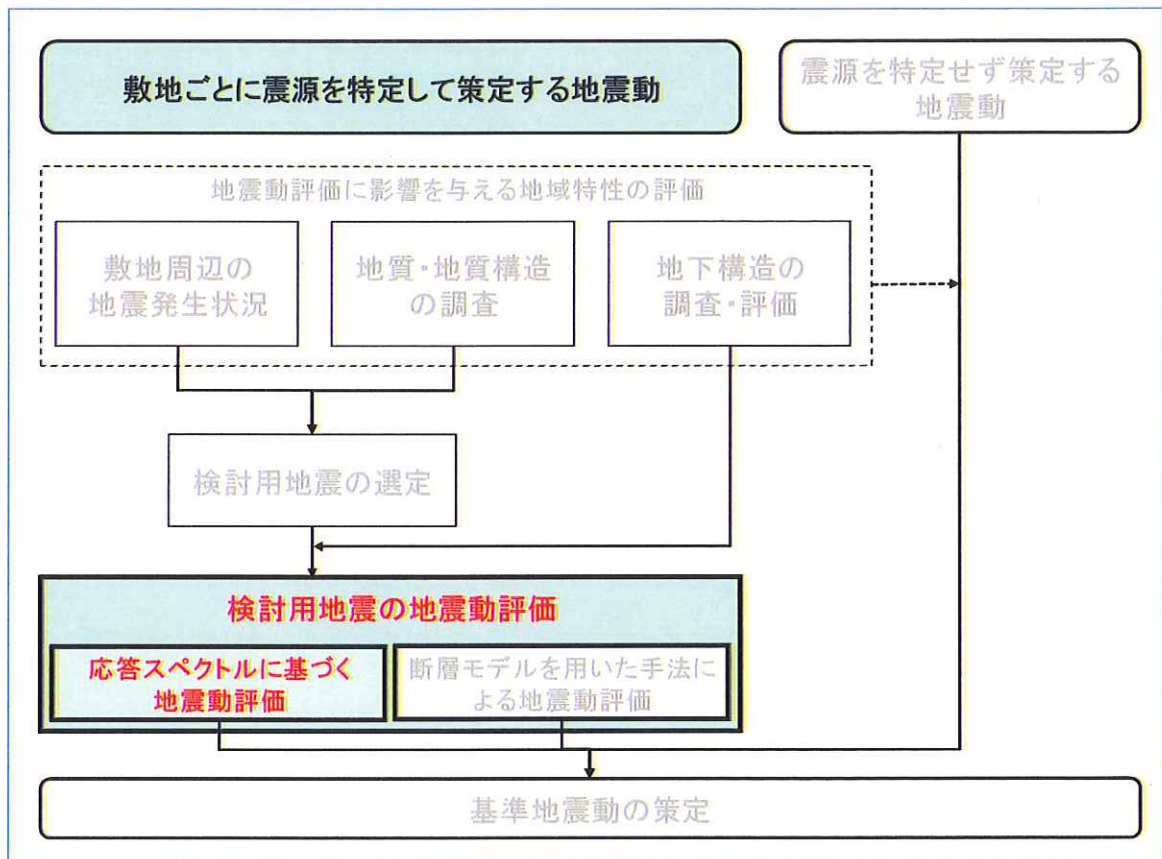 敷地ごとに震源を特定して策定する地震動
震源を特定せず策定する
地震動
地震動評価に影響を与える地域特性の評価
敷地周辺の
地震発生状況
地質・地質構造
の調査
地下構造の
調査・評価
検討用地震の選定
検討用地震の地震動評価
応答スペクトルに基づく
地震動評価
断層モデルを用いた手法に
よる地震動評価
基準地震動の策定